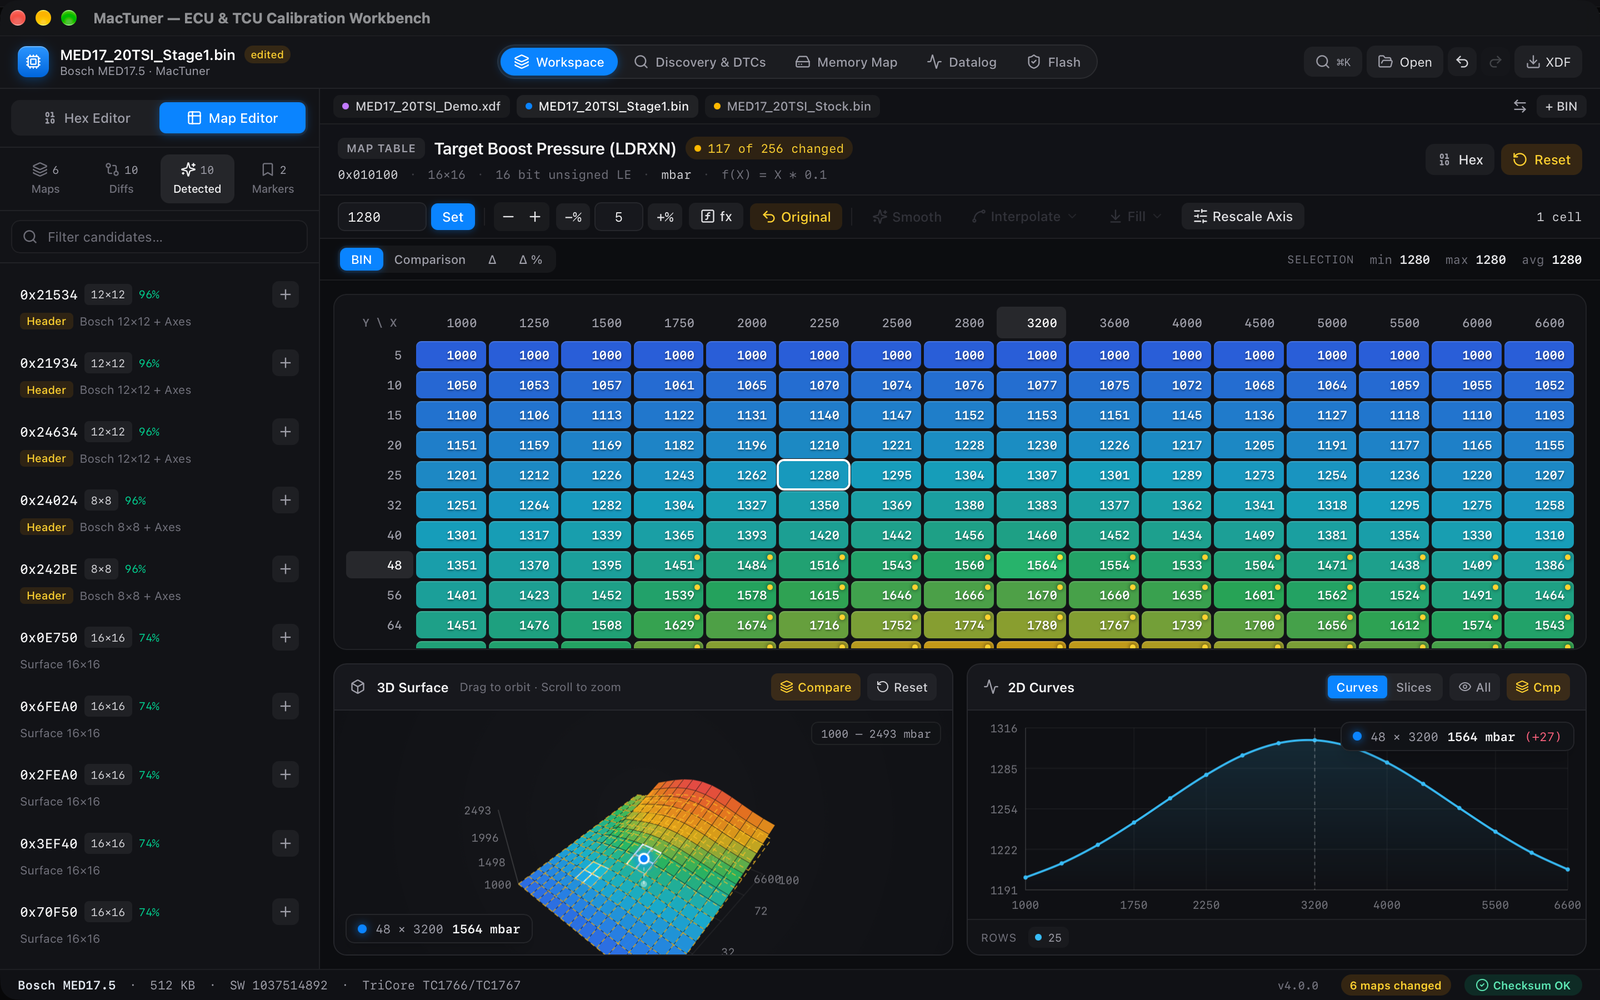 MacTuner — ECU & TCU Calibration Workbench
MED17_20TSI_Stage1.bin edited
Bosch MED17.5 · MacTuner
Workspace Discovery & DTCs Memory Map Datalog Flash
⌘K Open XDF
Hex Editor Map Editor
6 Maps
10 Diffs
10 Detected
2 Markers
Filter candidates...
0x21534 12×12 96%
Header Bosch 12×12 + Axes
0x21934 12×12 96%
Header Bosch 12×12 + Axes
0x24634 12×12 96%
Header Bosch 12×12 + Axes
0x24024 8×8 96%
Header Bosch 8×8 + Axes
0x242BE 8×8 96%
Header Bosch 8×8 + Axes
0x0E750 16×16 74%
Surface 16×16
0x6FEA0 16×16 74%
Surface 16×16
0x2FEA0 16×16 74%
Surface 16×16
0x3EF40 16×16 74%
Surface 16×16
0x70F50 16×16 74%
Surface 16×16
MED17_20TSI_Demo.xdf MED17_20TSI_Stage1.bin MED17_20TSI_Stock.bin + BIN
MAP TABLE Target Boost Pressure (LDRXN) 117 of 256 changed
0x010100 · 16×16 · 16 bit unsigned LE · mbar · f(X) = X * 0.1
Hex Reset
1280 Set − + −% 5 +% fx Original Smooth Interpolate Fill Rescale Axis 1 cell
BIN Comparison Δ Δ % SELECTION min 1280 max 1280 avg 1280
Y \ X 1000 1250 1500 1750 2000 2250 2500 2800 3200 3600 4000 4500 5000 5500 6000 6600
5 1000 1000 1000 1000 1000 1000 1000 1000 1000 1000 1000 1000 1000 1000 1000 1000
10 1050 1053 1057 1061 1065 1070 1074 1076 1077 1075 1072 1068 1064 1059 1055 1052
15 1100 1106 1113 1122 1131 1140 1147 1152 1153 1151 1145 1136 1127 1118 1110 1103
20 1151 1159 1169 1182 1196 1210 1221 1228 1230 1226 1217 1205 1191 1177 1165 1155
25 1201 1212 1226 1243 1262 1280 1295 1304 1307 1301 1289 1273 1254 1236 1220 1207
32 1251 1264 1282 1304 1327 1350 1369 1380 1383 1377 1362 1341 1318 1295 1275 1258
40 1301 1317 1339 1365 1393 1420 1442 1456 1460 1452 1434 1409 1381 1354 1330 1310
48 1351 1370 1395 1451 1484 1516 1543 1560 1564 1554 1533 1504 1471 1438 1409 1386
56 1401 1423 1452 1539 1578 1615 1646 1666 1670 1660 1635 1601 1562 1524 1491 1464
64 1451 1476 1508 1629 1674 1716 1752 1774 1780 1767 1739 1700 1656 1612 1574 1543
3D Surface Drag to orbit · Scroll to zoom Compare Reset
1000 — 2493 mbar
2493
1996
1498
1000
6600 100
72
32
48 × 3200 1564 mbar
2D Curves Curves Slices All Cmp
48 × 3200 1564 mbar (+27)
1316
1285
1254
1222
1191
1000 1750 2250 3200 4000 5500 6600
ROWS 25
Bosch MED17.5 · 512 KB · SW 1037514892 · TriCore TC1766/TC1767
v4.0.0 6 maps changed Checksum OK